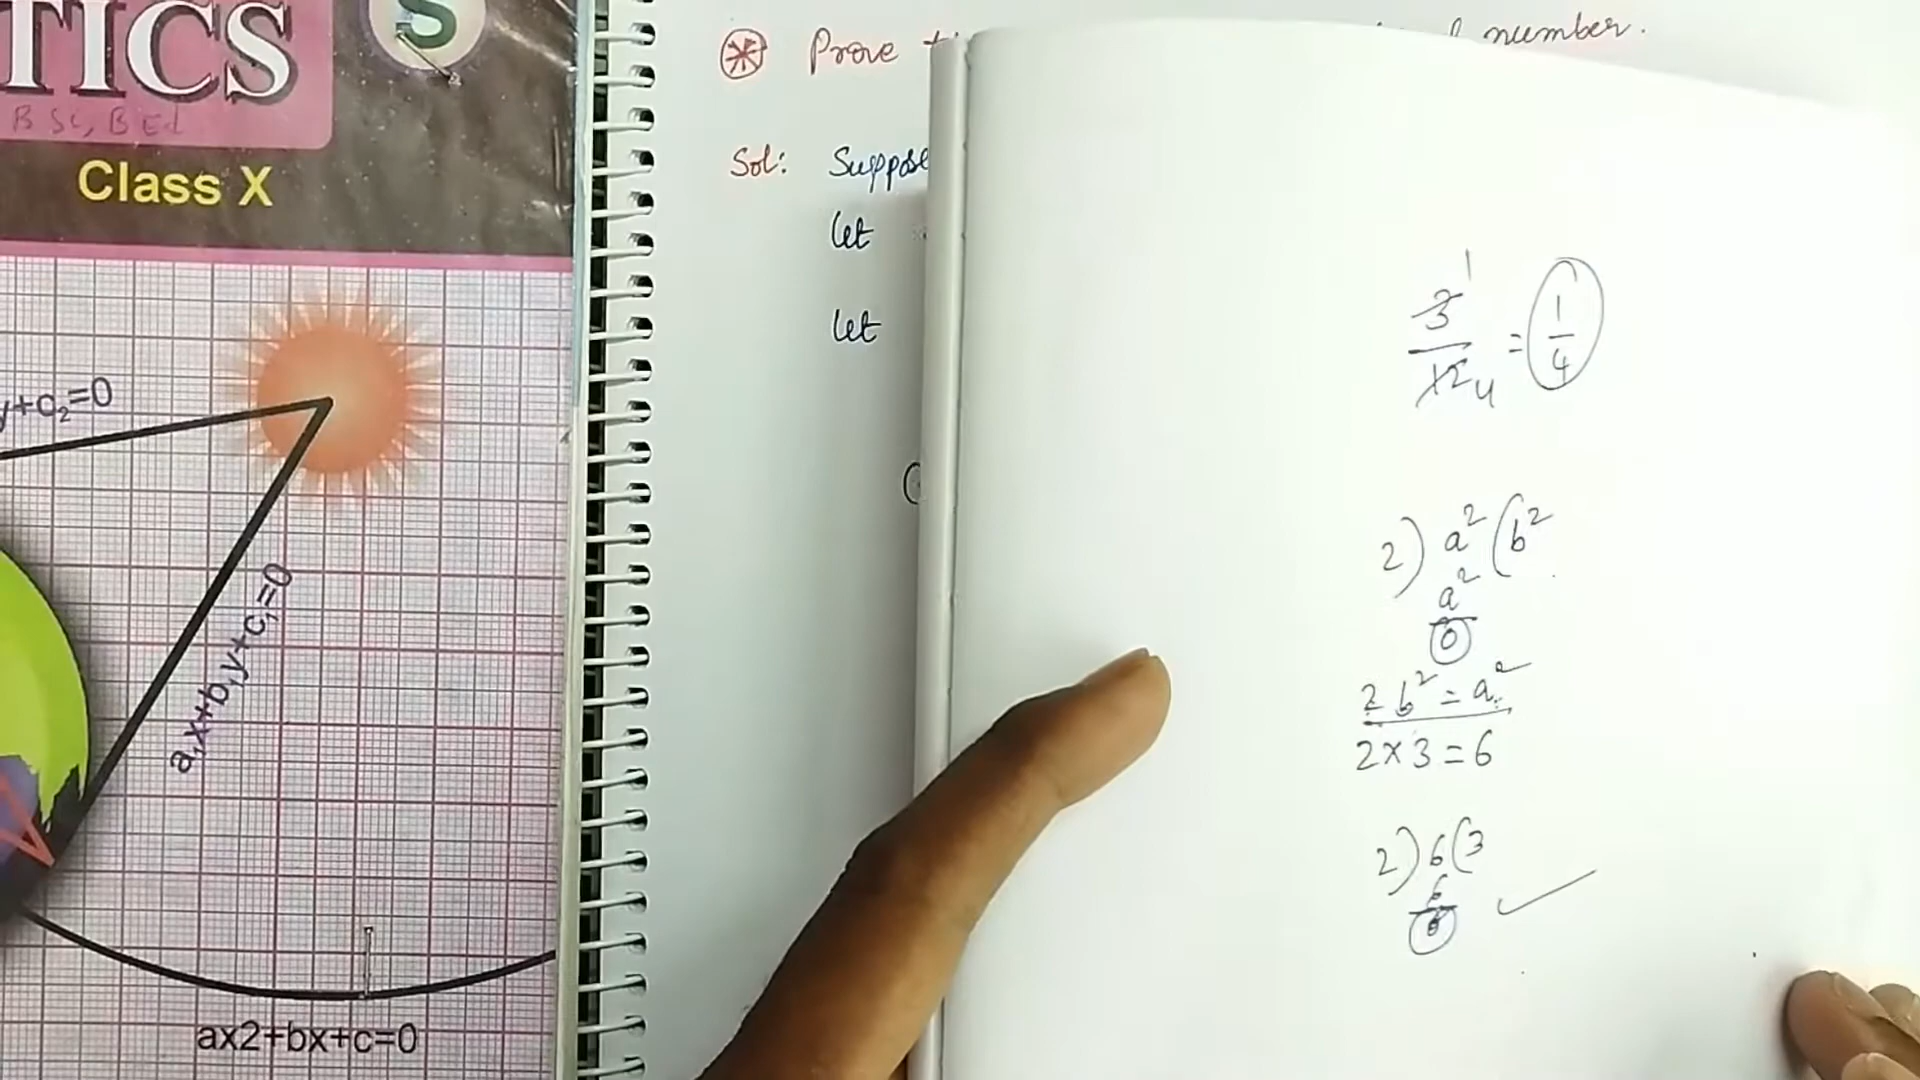 TICS
S
B Sc, B Ed
Class X
y+c₂=0
a₁x+b₁y+c₁=0
ax2+bx+c=0
Prove number.
Sol: Suppose
let
let
(
3 1
12 4 = 1/4
2) a² (b²
a²
0
2b² = a²
2 × 3 = 6
2) 6 (3
6
0